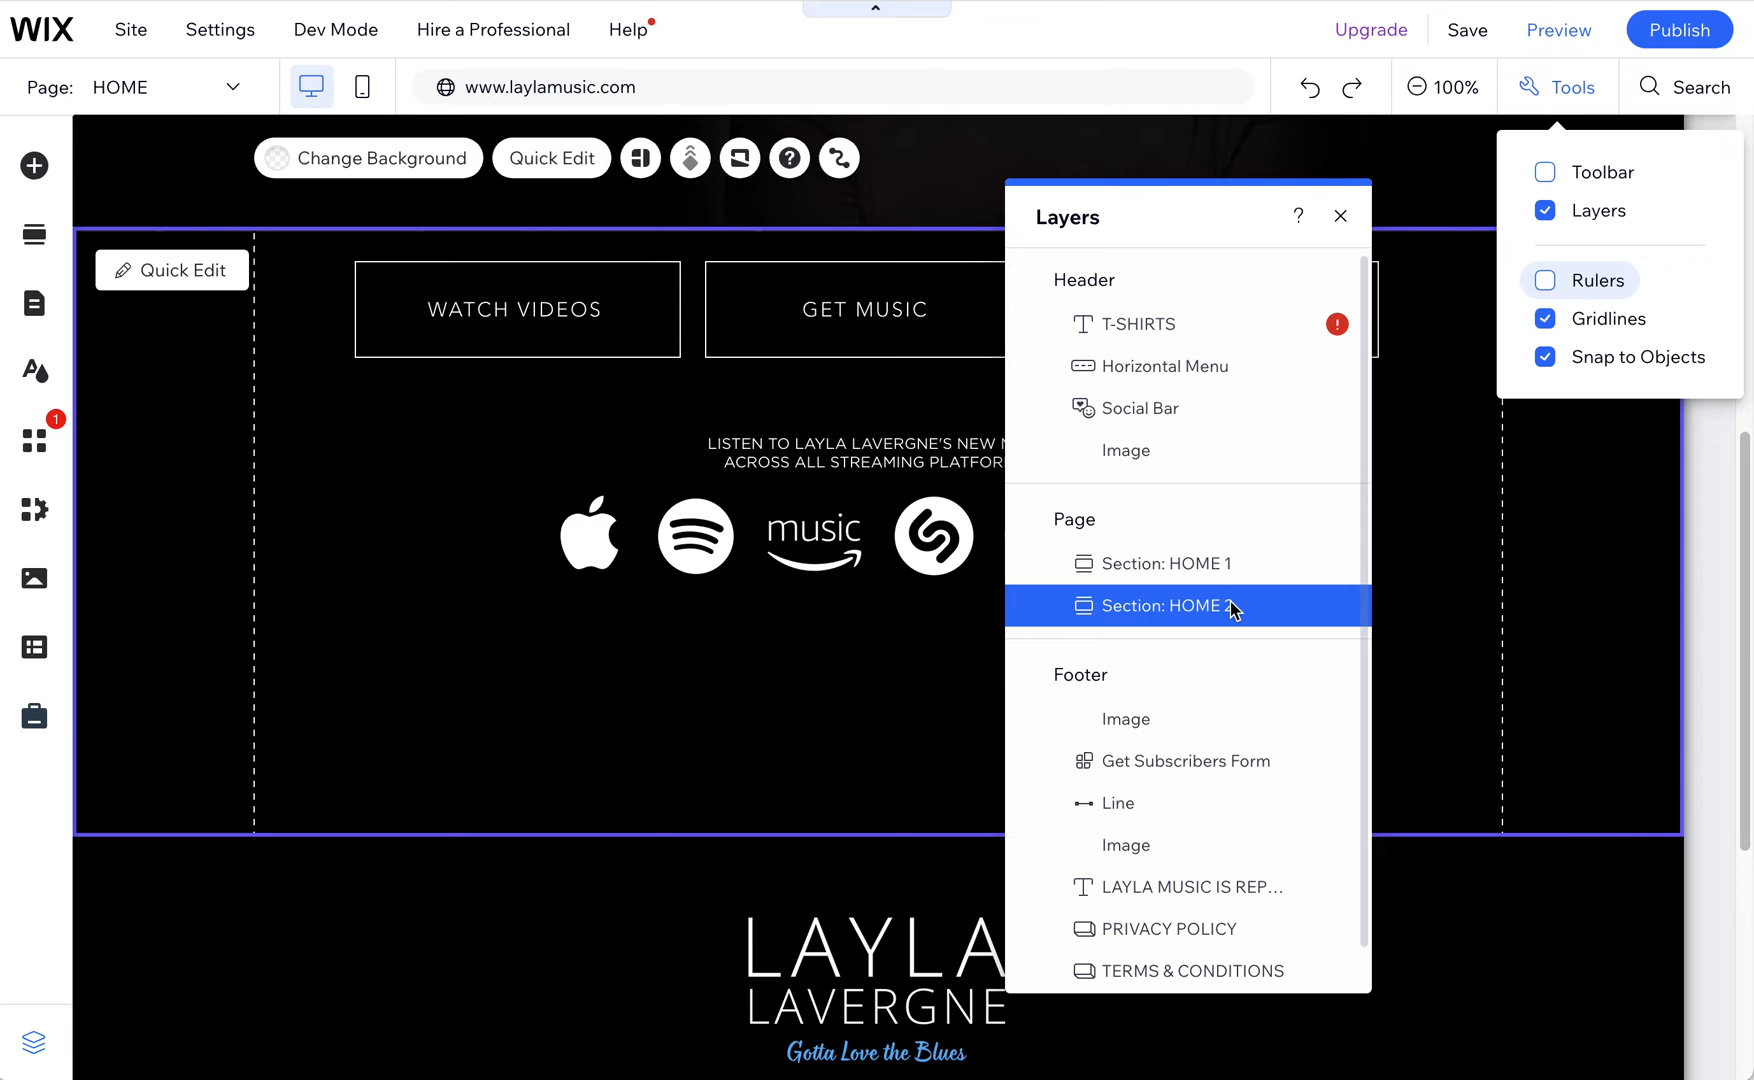 WIX
Site
Settings
Dev Mode
Hire a Professional
Help
Upgrade
Save
Preview
Publish
Page: HOME
www.laylamusic.com
100%
Tools
Search
Change Background
Quick Edit
?
Toolbar
Layers
Rulers
Gridlines
Snap to Objects
Layers
?
Header
T-SHIRTS
!
Horizontal Menu
Social Bar
Image
Page
Section: HOME 1
Section: HOME 2
Footer
Image
Get Subscribers Form
Line
Image
LAYLA MUSIC IS REP...
PRIVACY POLICY
TERMS & CONDITIONS
1
Quick Edit
WATCH VIDEOS
GET MUSIC
LISTEN TO LAYLA LAVERGNE'S NEW
ACROSS ALL STREAMING
music
LAYLA
LAVERGNE
Gotta Love the Blues